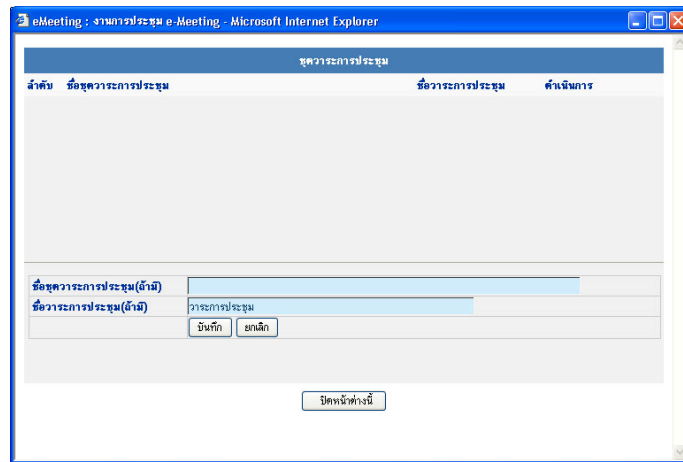 eMeeting : งานการประชุม e-Meeting - Microsoft Internet Explorer
ชุดวาระการประชุม
ลำดับ ชื่อชุดวาระการประชุม ชื่อวาระการประชุม ดำเนินการ
ชื่อชุดวาระการประชุม(ถ้ามี)
ชื่อวาระการประชุม(ถ้ามี) วาระการประชุม
บันทึก ยกเลิก
ปิดหน้าต่างนี้